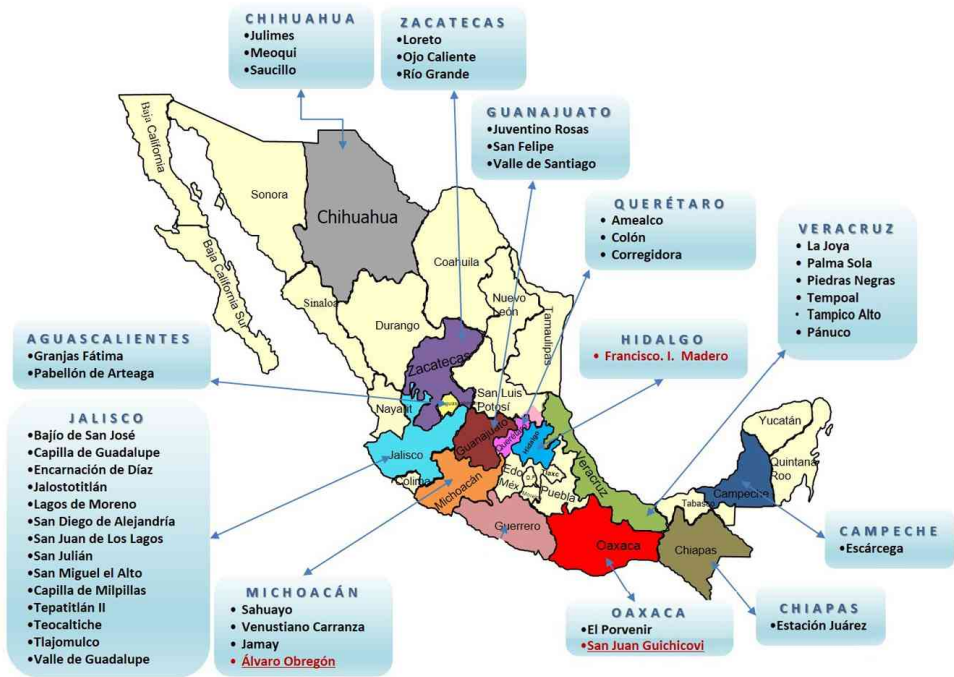 CHIHUAHUA
•Julimes
•Meoqui
•Saucillo
ZACATECAS
•Loreto
•Ojo Caliente
•Río Grande
GUANAJUATO
•Juventino Rosas
•San Felipe
•Valle de Santiago
QUERÉTARO
• Amealco
• Colón
• Corregidora
VERACRUZ
• La Joya
• Palma Sola
• Piedras Negras
• Tempoal
• Tampico Alto
• Pánuco
HIDALGO
• Francisco. I. Madero
AGUASCALIENTES
•Granjas Fátima
•Pabellón de Arteaga
JALISCO
•Bajío de San José
•Capilla de Guadalupe
•Encarnación de Díaz
•Jalostotitlán
•Lagos de Moreno
•San Diego de Alejandría
•San Juan de Los Lagos
•San Julián
•San Miguel el Alto
•Capilla de Milpillas
•Tepatitlán II
•Teocaltiche
•Tlajomulco
•Valle de Guadalupe
MICHOACÁN
• Sahuayo
• Venustiano Carranza
• Jamay
• Álvaro Obregón
OAXACA
•El Porvenir
•San Juan Guichicovi
CHIAPAS
•Estación Juárez
CAMPECHE
•Escárcega
Baja California
Baja California Sur
Sonora
Chihuahua
Coahuila
Nuevo
León
Tamaulipas
Sinaloa
Durango
Zacatecas
San Luis
Potosí
Nayarit
Jalisco
Guanajuato
Querétaro
Hidalgo
Colima
Michoacán
Edo
Méx
D.F.
Tlaxc
Puebla
Veracruz
Guerrero
Oaxaca
Tabasco
Chiapas
Campeche
Yucatán
Quintana
Roo